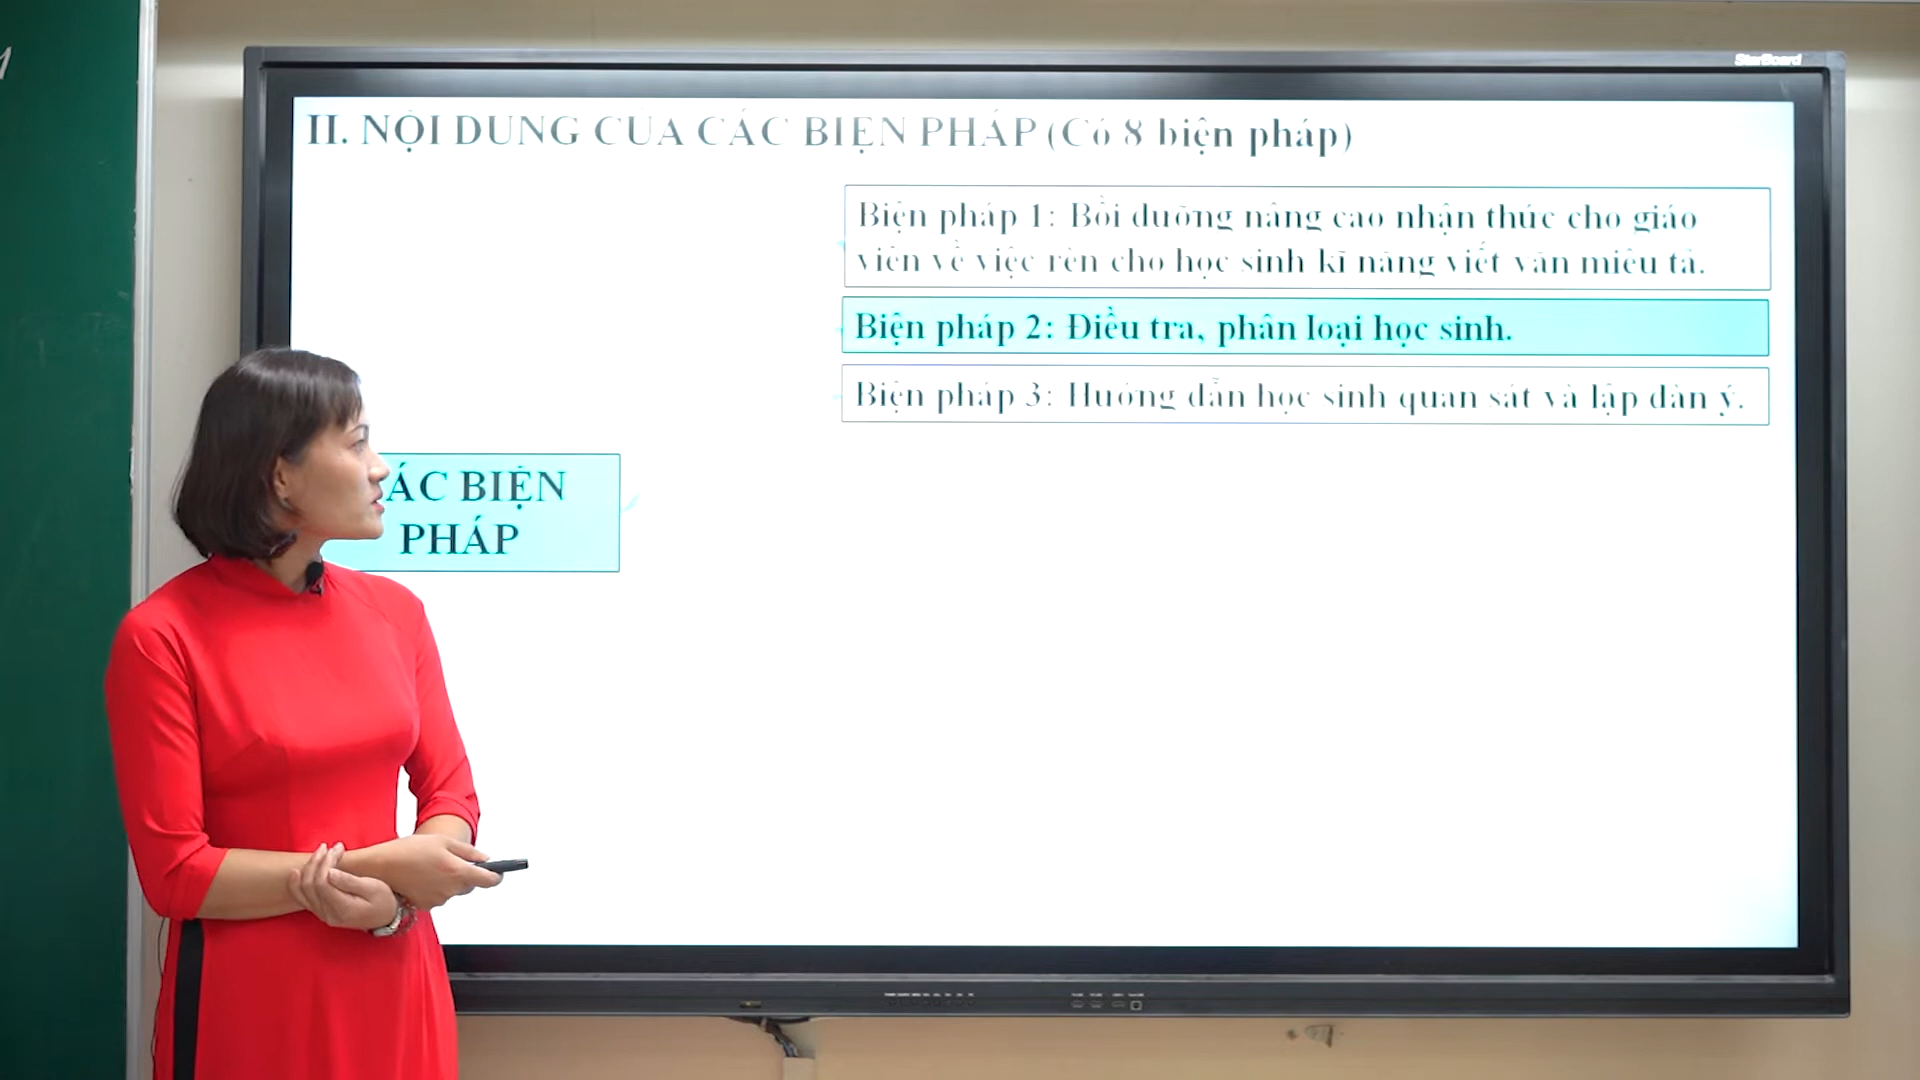 StarBoard
II. NỘI DUNG CỦA CÁC BIỆN PHÁP (Có 8 biện pháp)
Biện pháp 1: Bồi dưỡng nâng cao nhận thức cho giáo
viên về việc rèn cho học sinh kĩ năng viết văn miêu tả.
Biện pháp 2: Điều tra, phân loại học sinh.
Biện pháp 3: Hướng dẫn học sinh quan sát và lập dàn ý.
ÁC BIỆN
PHÁP